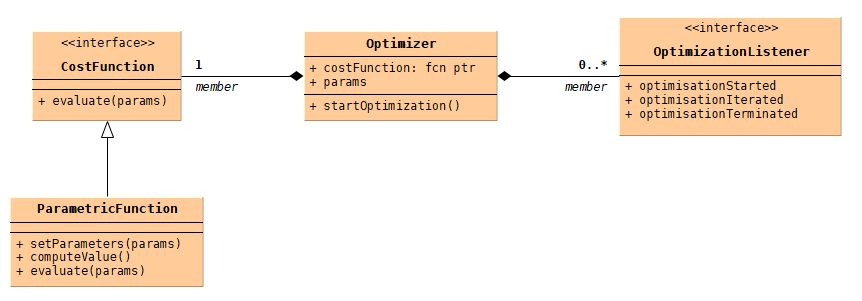 <<interface>>
CostFunction
+ evaluate(params)
1
member
Optimizer
+ costFunction: fcn ptr
+ params
+ startOptimization()
0..*
member
<<interface>>
OptimizationListener
+ optimisationStarted
+ optimisationIterated
+ optimisationTerminated
ParametricFunction
+ setParameters(params)
+ computeValue()
+ evaluate(params)